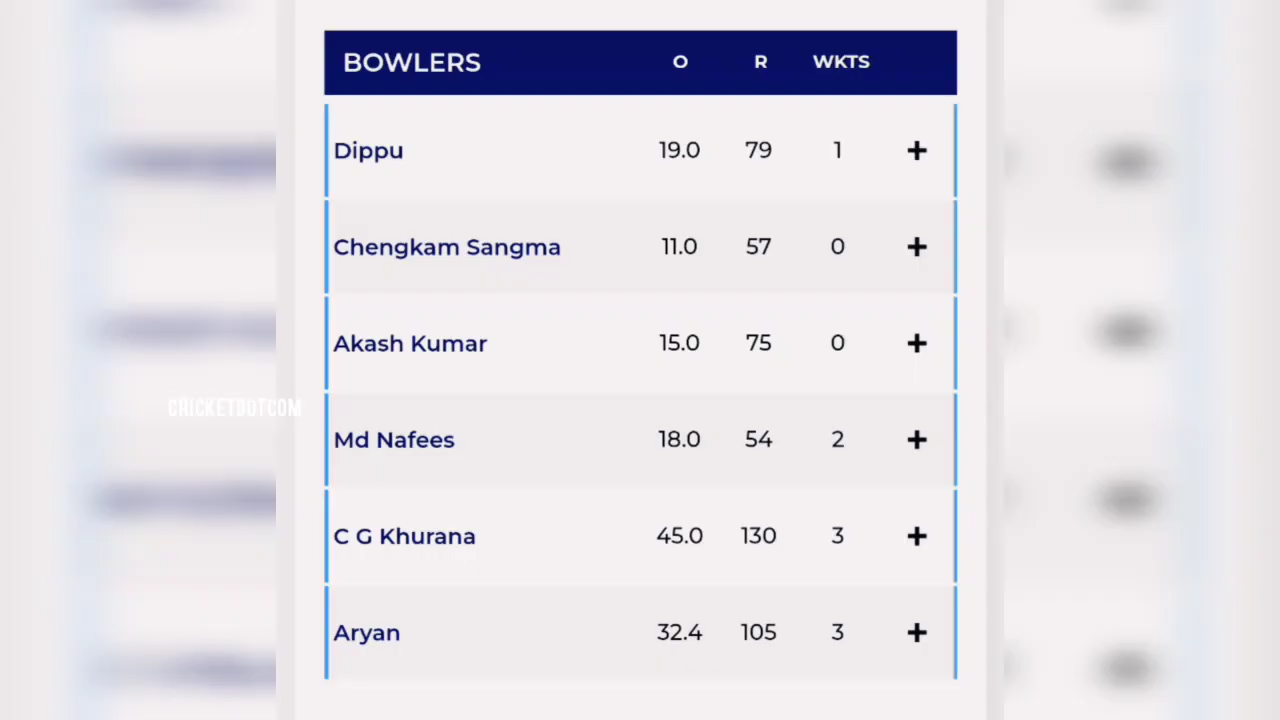 BOWLERS O R WKTS
Dippu 19.0 79 1 +
Chengkam Sangma 11.0 57 0 +
Akash Kumar 15.0 75 0 +
CRICKETDOTCOM
Md Nafees 18.0 54 2 +
C G Khurana 45.0 130 3 +
Aryan 32.4 105 3 +